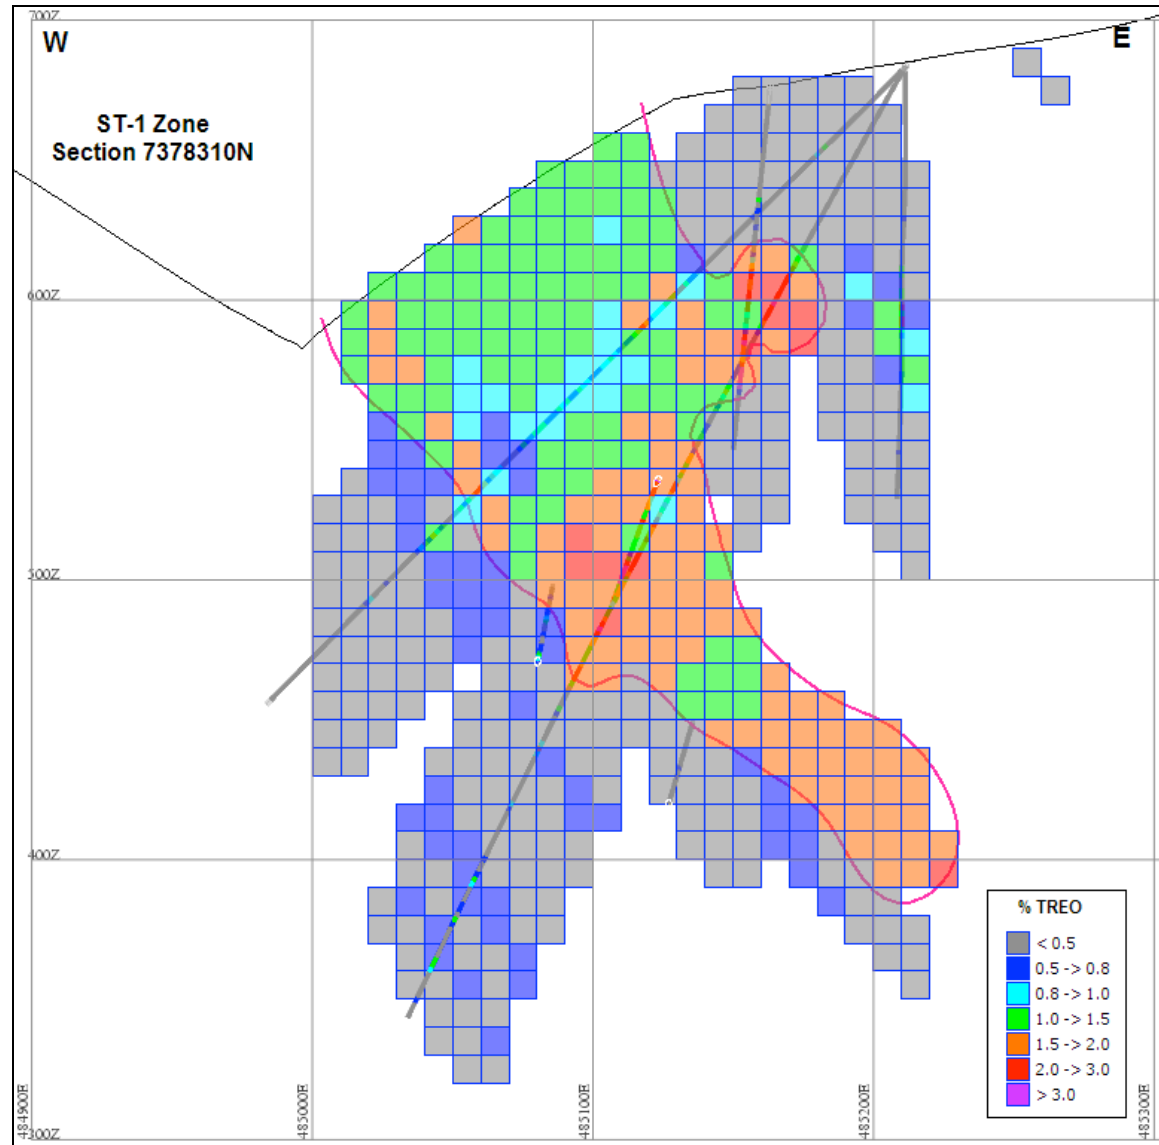 700Z
W
E
ST-1 Zone
Section 7378310N
600Z
500Z
400Z
% TREO
< 0.5
0.5 -> 0.8
0.8 -> 1.0
1.0 -> 1.5
1.5 -> 2.0
2.0 -> 3.0
> 3.0
484900E
485000E
485100E
485200E
485300E
300Z